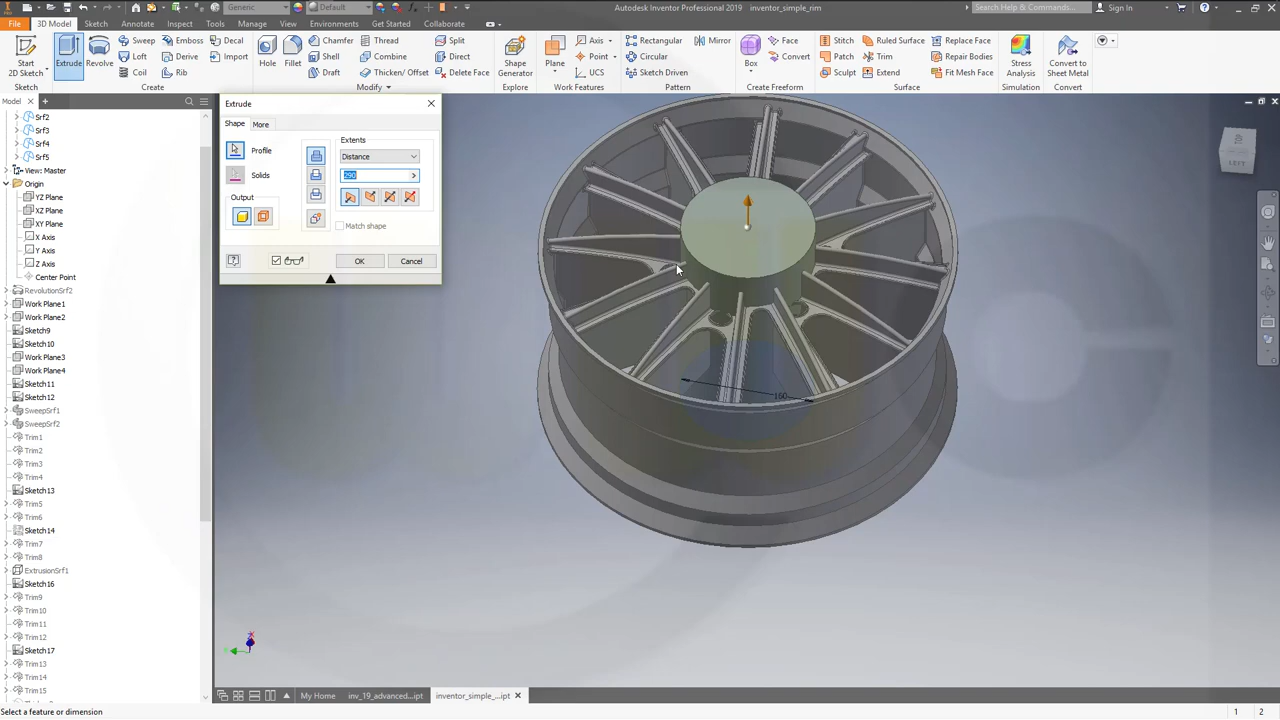 Generic
Default
Autodesk Inventor Professional 2019 inventor_simple_rim
Search Help & Commands...
Sign In
File
3D Model
Sketch
Annotate
Inspect
Tools
Manage
View
Environments
Get Started
Collaborate
Start
2D Sketch
Extrude
Revolve
Sweep
Loft
Coil
Emboss
Derive
Rib
Decal
Import
Create
Hole
Fillet
Chamfer
Shell
Draft
Thread
Combine
Thicken/ Offset
Split
Direct
Delete Face
Modify
Shape
Generator
Explore
Plane
Axis
Point
UCS
Work Features
Rectangular
Circular
Sketch Driven
Mirror
Pattern
Box
Face
Convert
Create Freeform
Stitch
Patch
Sculpt
Ruled Surface
Trim
Extend
Replace Face
Repair Bodies
Fit Mesh Face
Surface
Stress
Analysis
Simulation
Convert to
Sheet Metal
Convert
Model
Srf2
Srf3
Srf4
Srf5
View: Master
Origin
YZ Plane
XZ Plane
XY Plane
X Axis
Y Axis
Z Axis
Center Point
RevolutionSrf2
Work Plane1
Work Plane2
Sketch9
Sketch10
Work Plane3
Work Plane4
Sketch11
Sketch12
SweepSrf1
SweepSrf2
Trim1
Trim2
Trim3
Trim4
Sketch13
Trim5
Trim6
Sketch14
Trim7
Trim8
ExtrusionSrf1
Sketch16
Trim9
Trim10
Trim11
Trim12
Sketch17
Trim13
Trim14
Trim15
Extrude
Shape
More
Profile
Solids
Output
Extents
Distance
290
Match shape
OK
Cancel
160
LEFT
My Home
inv_19_advanced...ipt
inventor_simple_...ipt
Select a feature or dimension
1
2